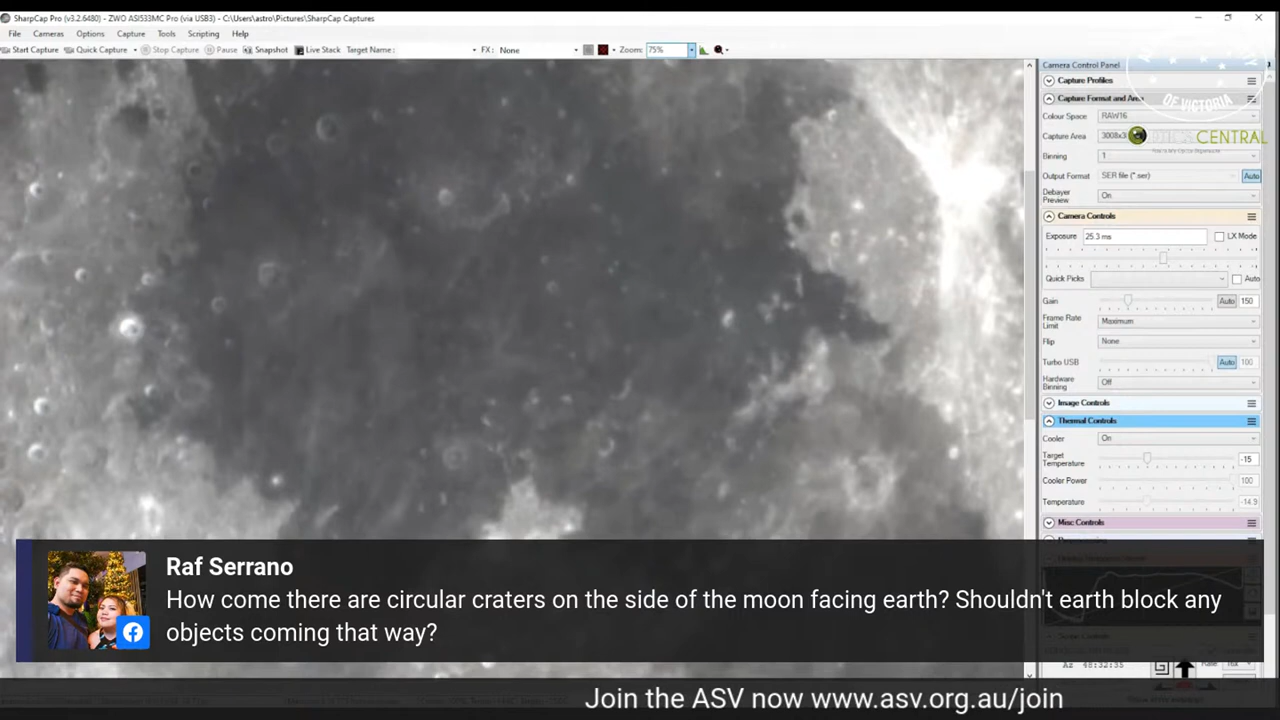 SharpCap Pro (v3.2.6480) - ZWO ASI533MC Pro (via USB3) - C:\Users\astro\Pictures\SharpCap Captures
File Cameras Options Capture Tools Scripting Help
Start Capture Quick Capture Stop Capture Pause Snapshot Live Stack Target Name: FX: None Zoom: 75%
Camera Control Panel
Capture Profiles
Capture Format and Area
OF VICTORIA
Colour Space RAW16
Capture Area
CENTRAL
Binning 1
Output Format SER file (*.ser) Auto
Debayer Preview On
Camera Controls
Exposure 25.3 ms LX Mode
Quick Picks Auto
Gain Auto 150
Frame Rate Limit Maximum
Flip None
Turbo USB Auto 100
Hardware Binning Off
Image Controls
Thermal Controls
Cooler On
Target Temperature -15
Cooler Power 100
Temperature -14.9
Misc Controls
Raf Serrano
How come there are circular craters on the side of the moon facing earth? Shouldn't earth block any
objects coming that way?
Join the ASV now www.asv.org.au/join